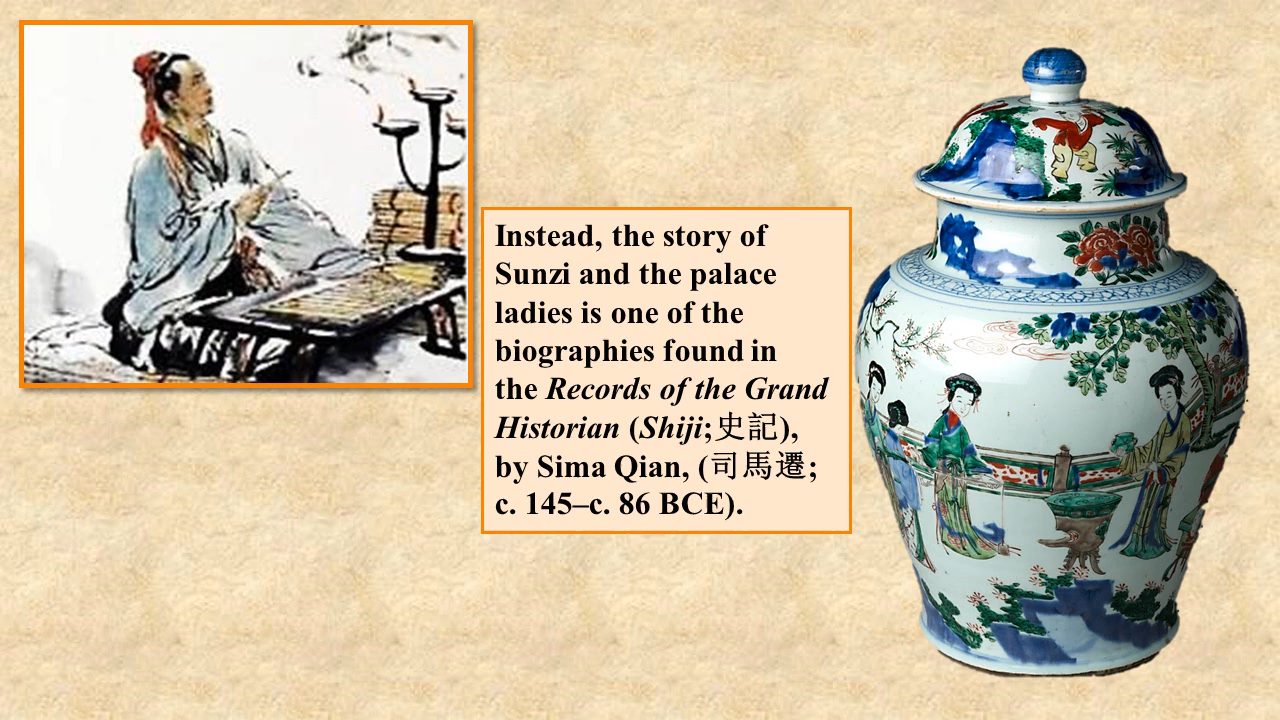 Instead, the story of
Sunzi and the palace
ladies is one of the
biographies found in
the Records of the Grand
Historian (Shiji;史記),
by Sima Qian, (司馬遷;
c. 145–c. 86 BCE).